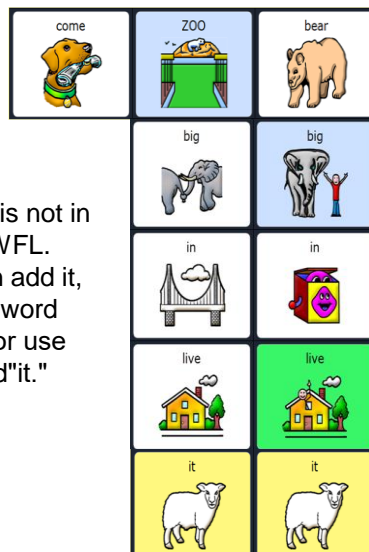 come ZOO bear
big big
is not in
WFL.
add it,
word
or use
"it."
in in
live live
it it